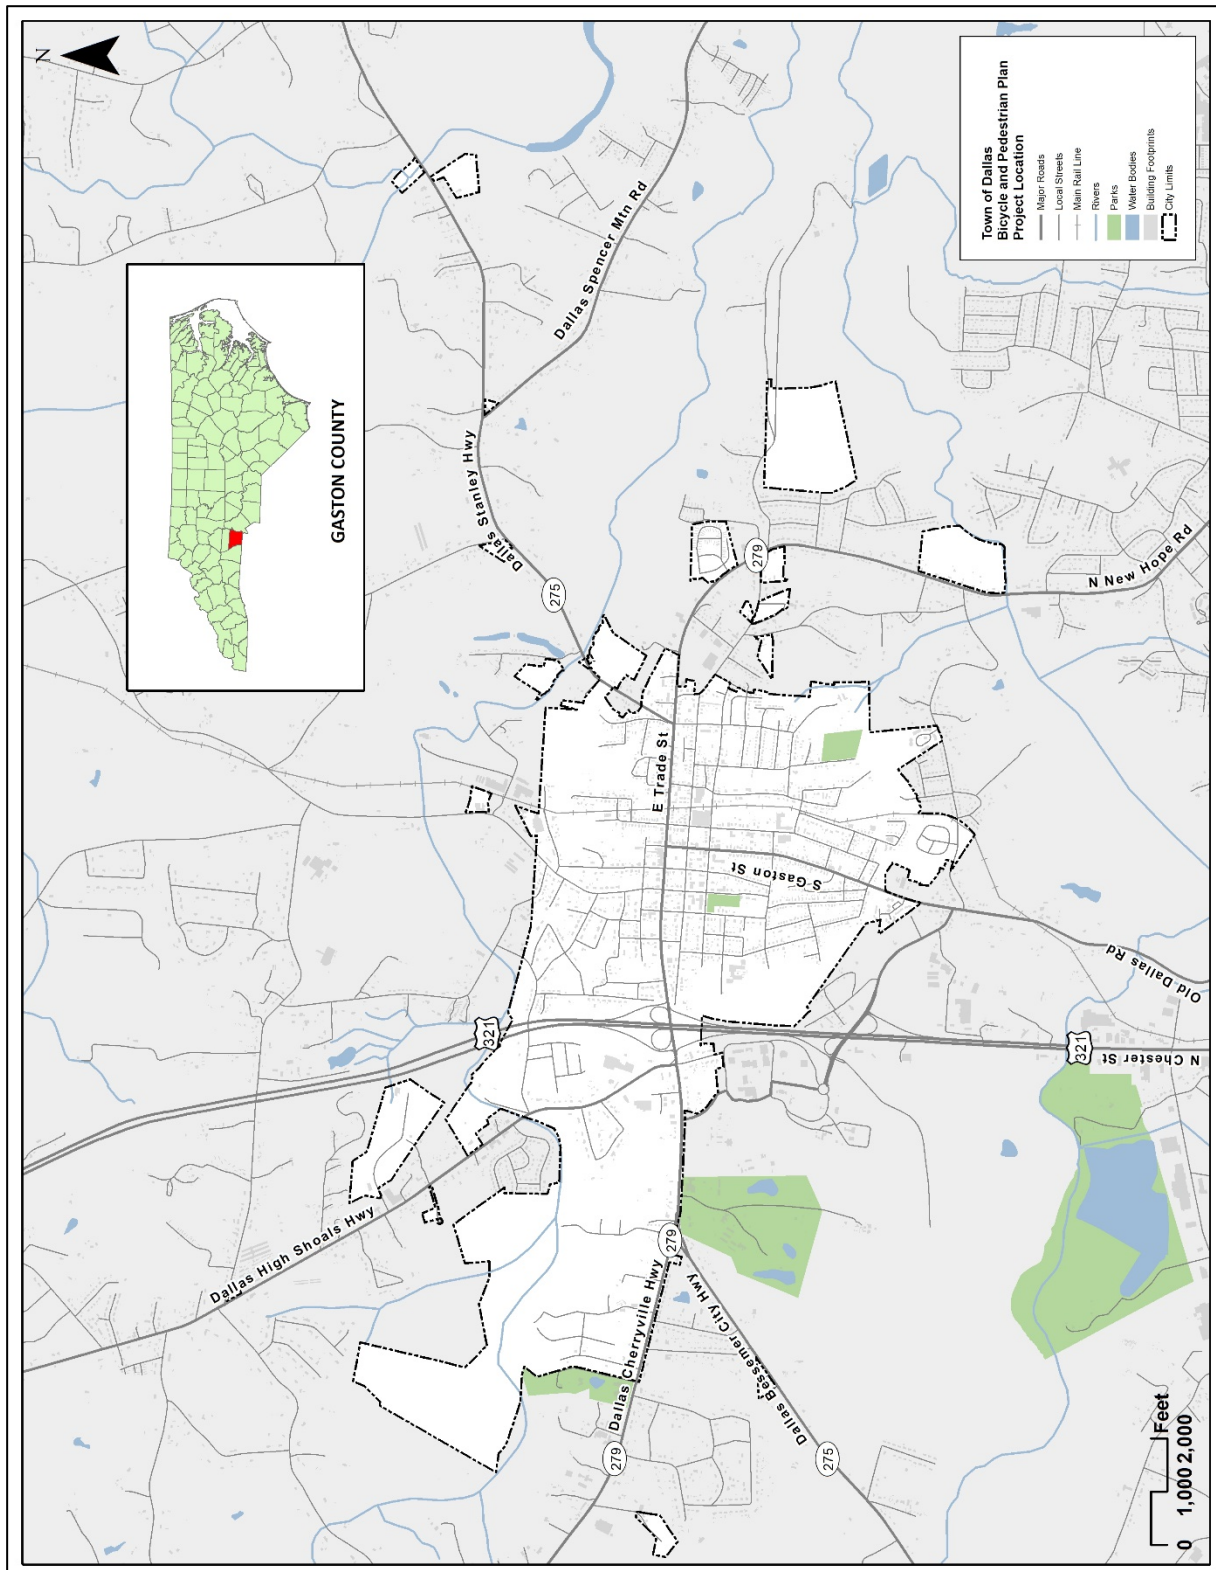 N
GASTON COUNTY
Town of Dallas
Bicycle and Pedestrian Plan
Project Location
Major Roads
Local Streets
Main Rail Line
Rivers
Parks
Water Bodies
Building Footprints
City Limits
Dallas High Shoals Hwy
321
275
Dallas Stanley Hwy
Dallas Spencer Mtn Rd
279
Dallas Cherryville Hwy
279
E Trade St
279
S Gaston St
N New Hope Rd
Dallas Bessemer City Hwy
275
321
N Chester St
Old Dallas Rd
0 1,000 2,000
Feet